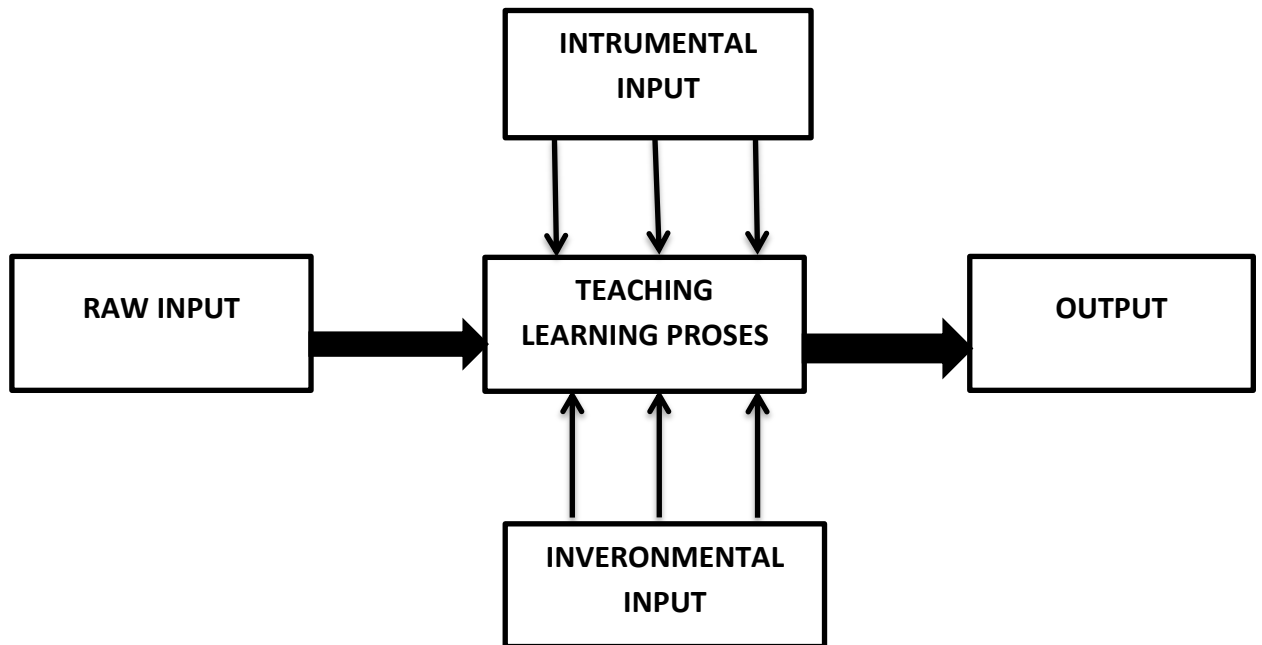 INTRUMENTAL
INPUT
RAW INPUT
TEACHING
LEARNING PROSES
OUTPUT
INVERONMENTAL
INPUT